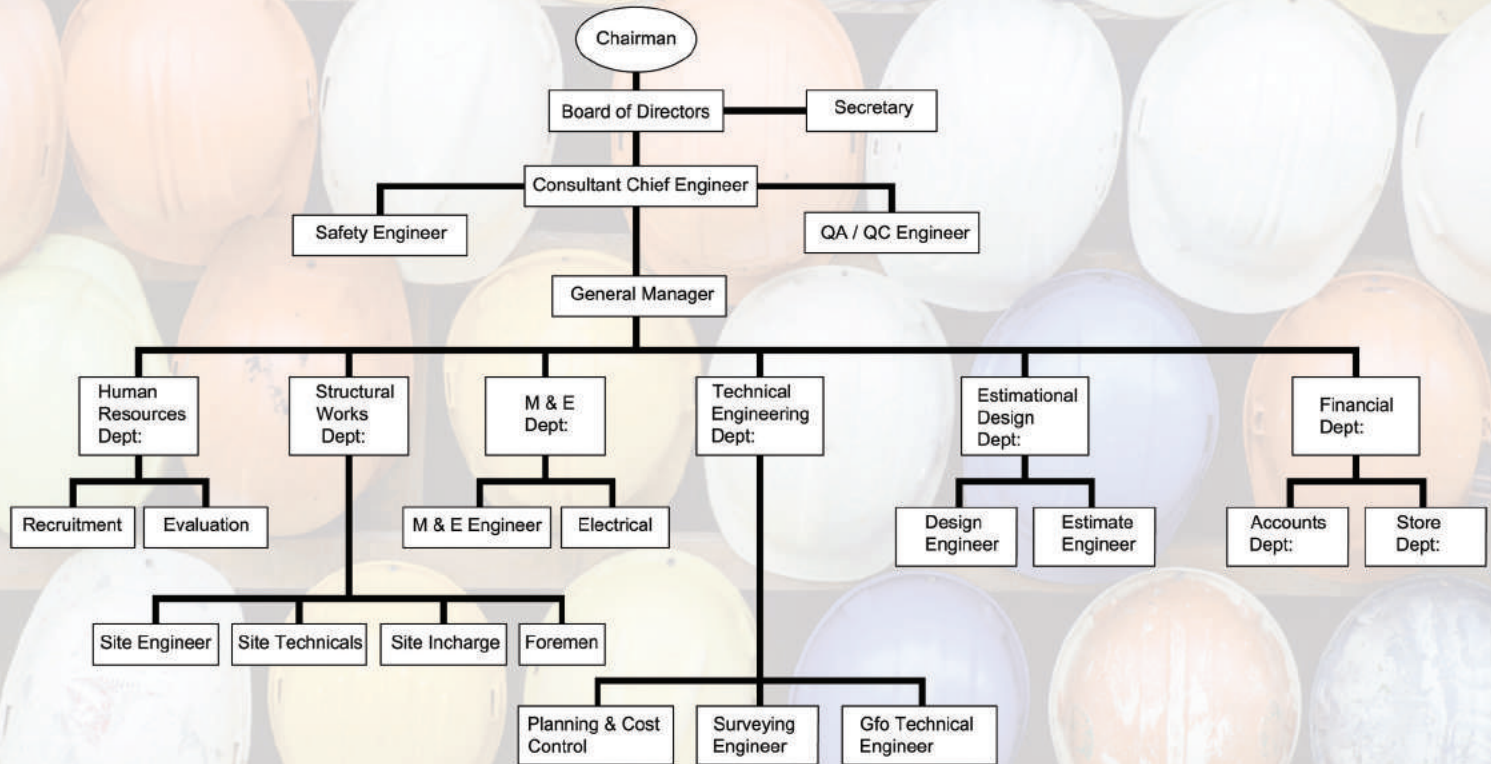 Chairman
Board of Directors
Secretary
Consultant Chief Engineer
Safety Engineer
QA / QC Engineer
General Manager
Human
Resources
Dept:
Structural
Works
Dept:
M & E
Dept:
Technical
Engineering
Dept:
Estimational
Design
Dept:
Financial
Dept:
Recruitment
Evaluation
M & E Engineer
Electrical
Design
Engineer
Estimate
Engineer
Accounts
Dept:
Store
Dept:
Site Engineer
Site Technicals
Site Incharge
Foremen
Planning & Cost
Control
Surveying
Engineer
Gfo Technical
Engineer